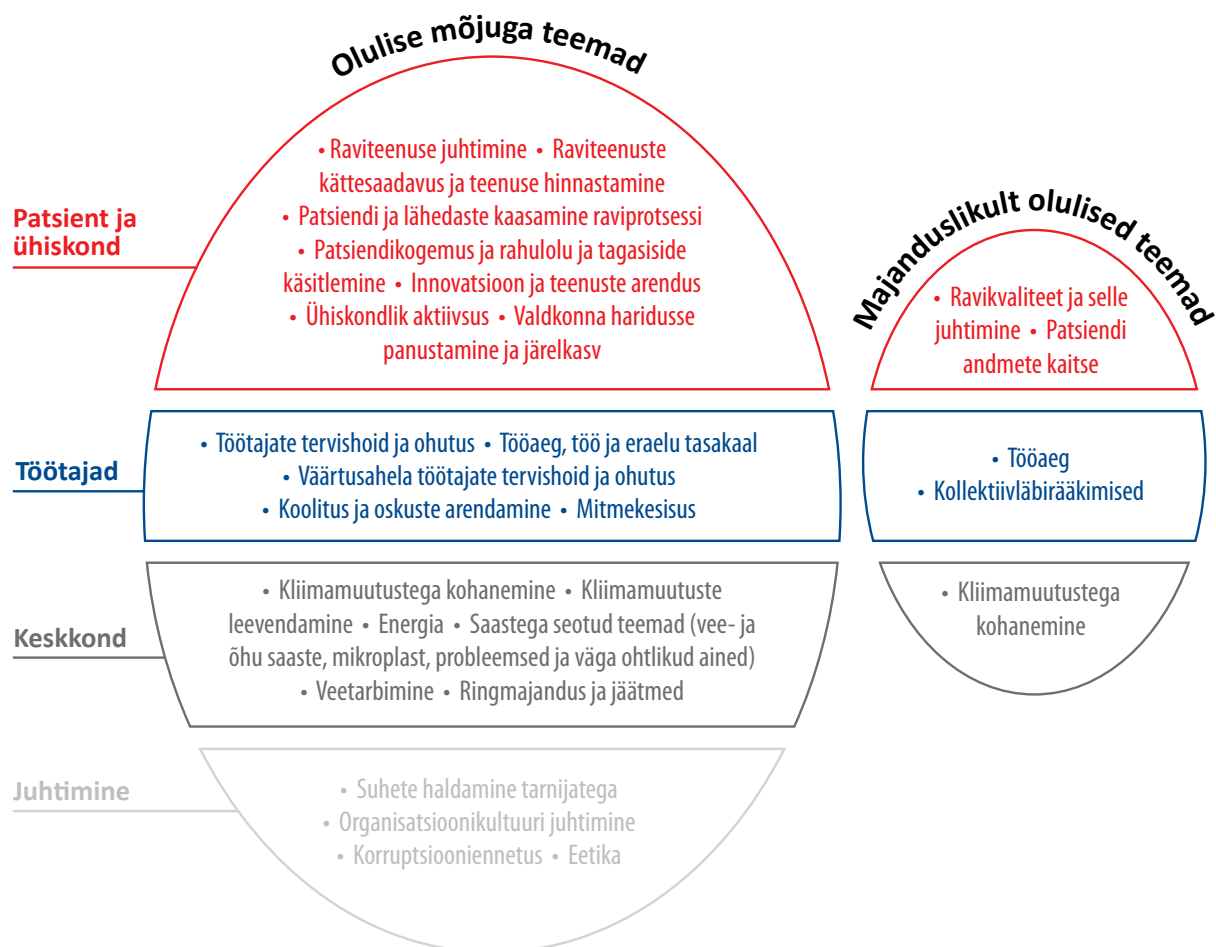 Olulise mõjuga teemad
Patsient ja
ühiskond
• Raviteenuse juhtimine • Raviteenuste
kättesaadavus ja teenuse hinnastamine
• Patsiendi ja lähedaste kaasamine raviprotsessi
• Patsiendikogemus ja rahulolu ja tagasiside
käsitlemine • Innovatsioon ja teenuste arendus
• Ühiskondlik aktiivsus • Valdkonna haridusse
panustamine ja järelkasv
Majanduslikult olulised teemad
• Ravikvaliteet ja selle
juhtimine • Patsiendi
andmete kaitse
Töötajad
• Töötajate tervishoid ja ohutus • Tööaeg, töö ja eraelu tasakaal
• Väärtusahela töötajate tervishoid ja ohutus
• Koolitus ja oskuste arendamine • Mitmekesisus
• Tööaeg
• Kollektiivläbirääkimised
Keskkond
• Kliimamuutustega kohanemine • Kliimamuutuste
leevendamine • Energia • Saastega seotud teemad (vee- ja
õhu saaste, mikroplast, probleemsed ja väga ohtlikud ained)
• Veetarbimine • Ringmajandus ja jäätmed
• Kliimamuutustega
kohanemine
Juhtimine
• Suhete haldamine tarnijatega
• Organisatsioonikultuuri juhtimine
• Korruptsiooniennetus • Eetika